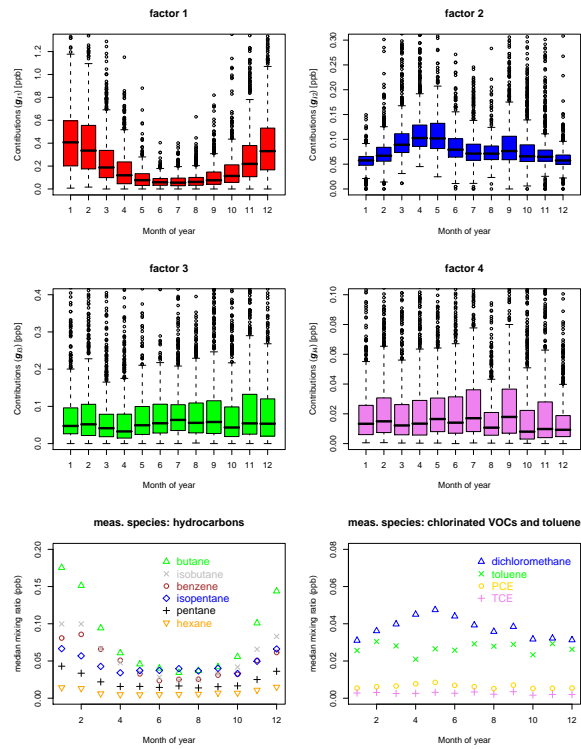 factor 1
Contributions (g_i1) [ppb]
0.0 0.2 0.4 0.6 0.8 1.0 1.2
1 2 3 4 5 6 7 8 9 10 11 12
Month of year
factor 2
Contributions (g_i2) [ppb]
0.00 0.05 0.10 0.15 0.20 0.25 0.30
1 2 3 4 5 6 7 8 9 10 11 12
Month of year
factor 3
Contributions (g_i3) [ppb]
0.0 0.1 0.2 0.3 0.4
1 2 3 4 5 6 7 8 9 10 11 12
Month of year
factor 4
Contributions (g_i4) [ppb]
0.00 0.02 0.04 0.06 0.08 0.10
1 2 3 4 5 6 7 8 9 10 11 12
Month of year
meas. species: hydrocarbons
median mixing ratio (ppb)
0.00 0.05 0.10 0.15 0.20
butane
isobutane
benzene
isopentane
pentane
hexane
2 4 6 8 10 12
Month of year
meas. species: chlorinated VOCs and toluene
median mixing ratio (ppb)
0.00 0.02 0.04 0.06 0.08
dichloromethane
toluene
PCE
TCE
2 4 6 8 10 12
Month of year